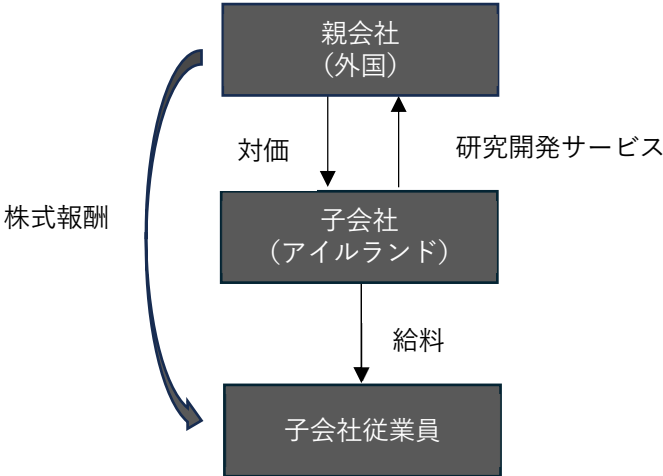 親会社
（外国）
対価
研究開発サービス
株式報酬
子会社
（アイルランド）
給料
子会社従業員